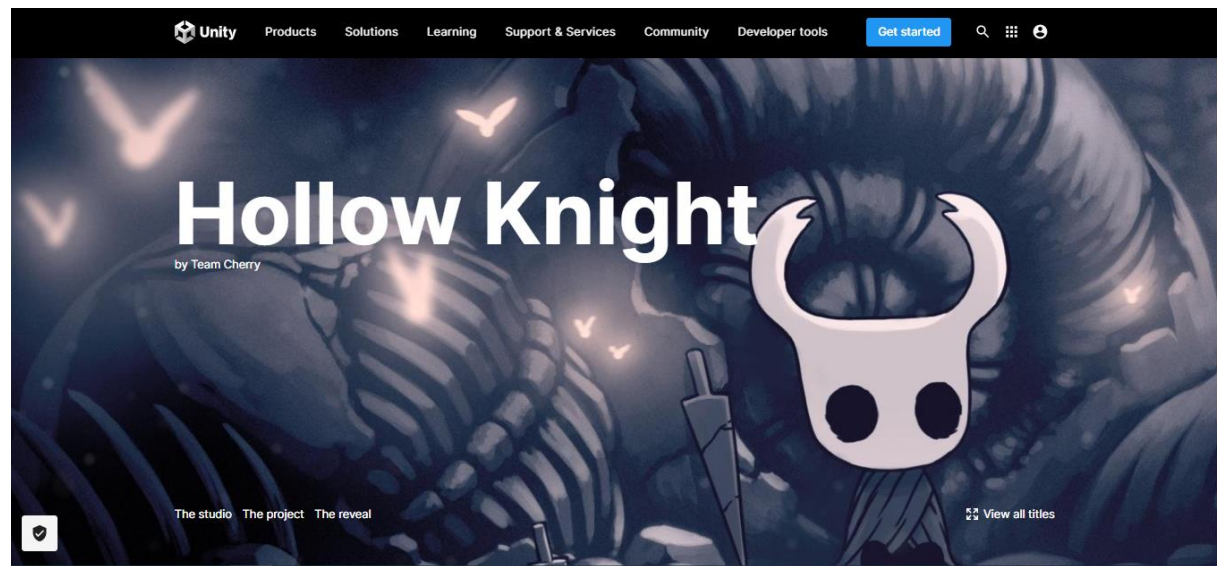 Unity Products Solutions Learning Support & Services Community Developer tools Get started
Hollow Knight
by Team Cherry
The studio The project The reveal View all titles